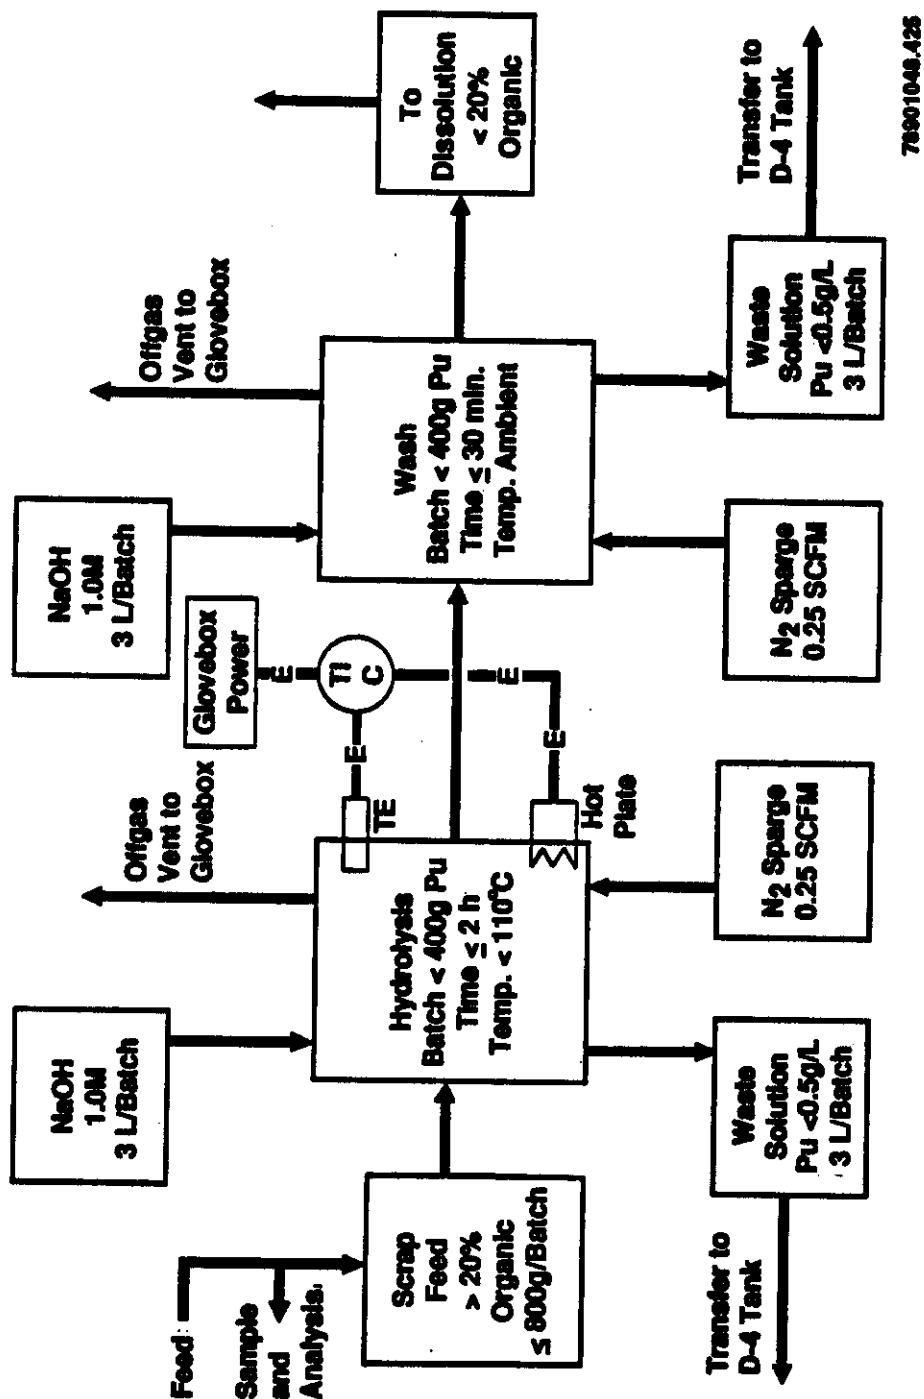 Feed
Sample
and
Analysis.
Scrap
Feed
> 20%
Organic
≤ 800g/Batch
NaOH
1.0M
3 L/Batch
Offgas
Vent to
Glovebox
Hydrolysis
Batch < 400g Pu
Time ≤ 2 h
Temp. < 110°C
TE
Hot
Plate
E
E
E
E
TI
C
Glovebox
Power
Waste
Solution
Pu <0.5g/L
3 L/Batch
Transfer to
D-4 Tank
N2 Sparge
0.25 SCFM
NaOH
1.0M
3 L/Batch
Offgas
Vent to
Glovebox
Wash
Batch < 400g Pu
Time ≤ 30 min.
Temp. Ambient
N2 Sparge
0.25 SCFM
Waste
Solution
Pu <0.5g/L
3 L/Batch
Transfer to
D-4 Tank
To
Dissolution
< 20%
Organic
78901048.425